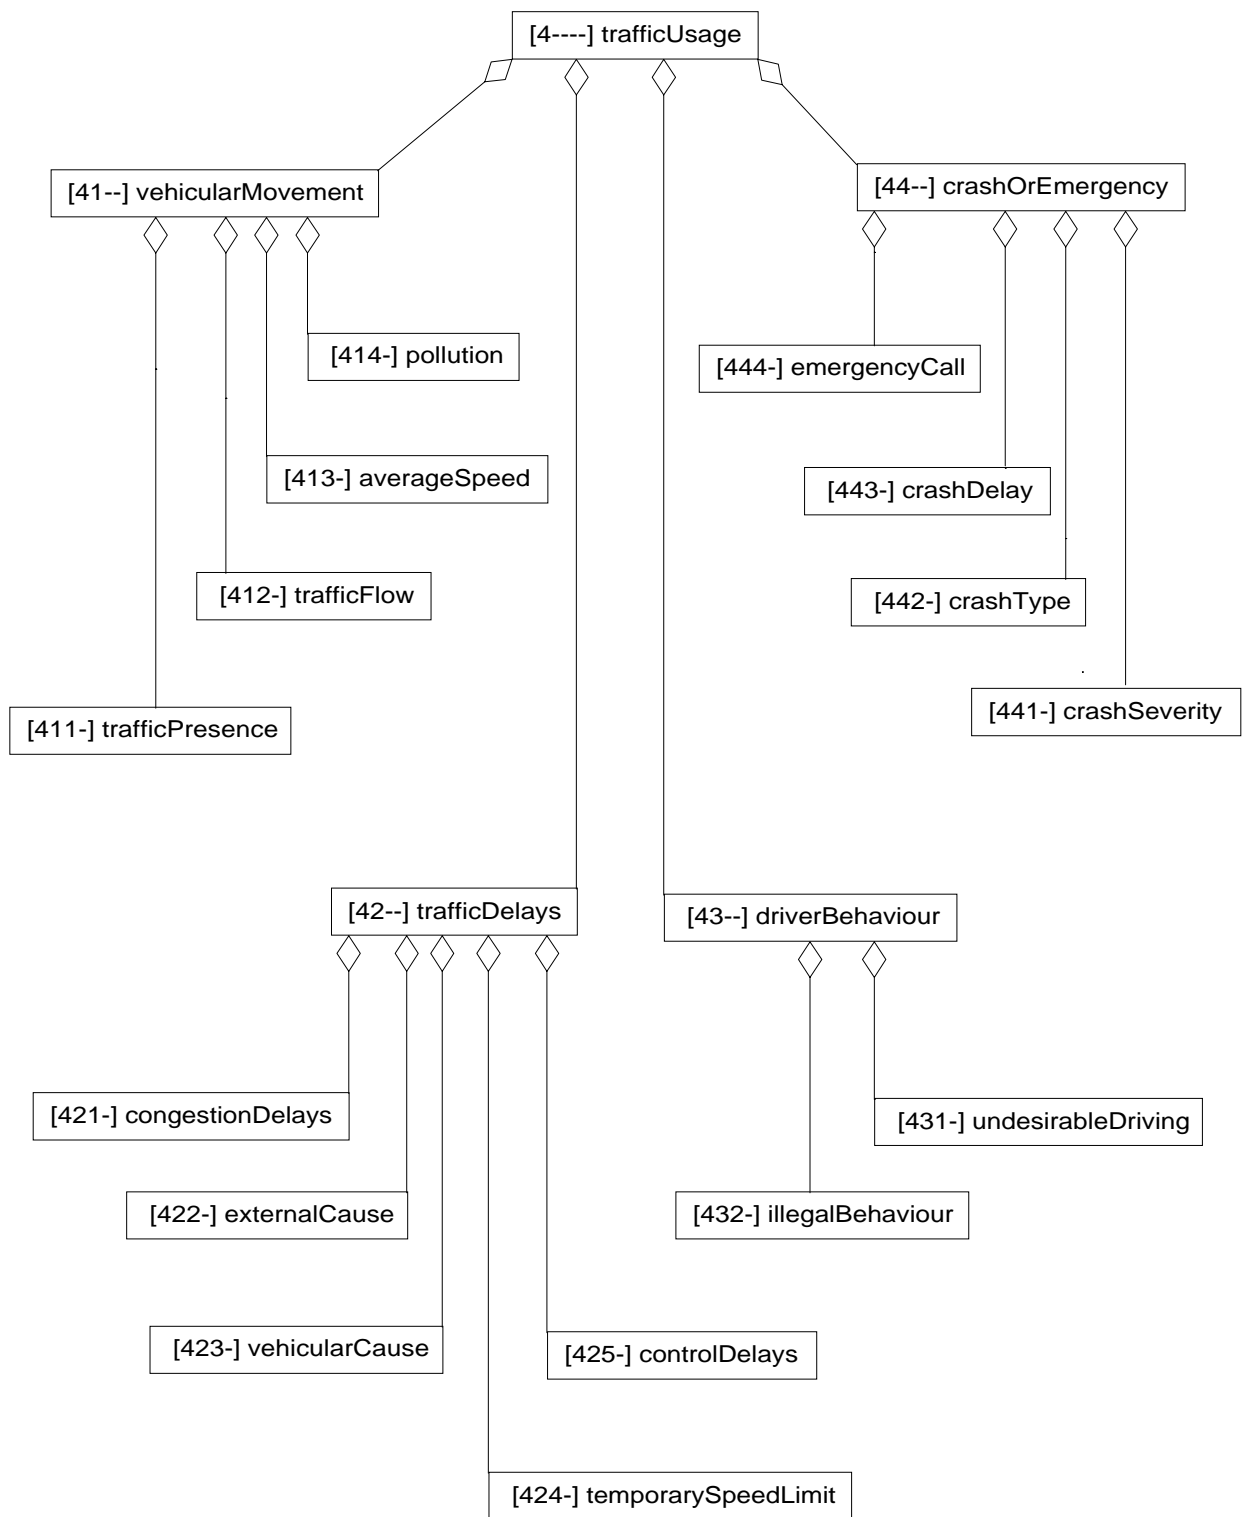 [4----] trafficUsage
[41--] vehicularMovement
[44--] crashOrEmergency
[414-] pollution
[444-] emergencyCall
[413-] averageSpeed
[443-] crashDelay
[412-] trafficFlow
[442-] crashType
[411-] trafficPresence
[441-] crashSeverity
[42--] trafficDelays
[43--] driverBehaviour
[421-] congestionDelays
[431-] undesirableDriving
[422-] externalCause
[432-] illegalBehaviour
[423-] vehicularCause
[425-] controlDelays
[424-] temporarySpeedLimit